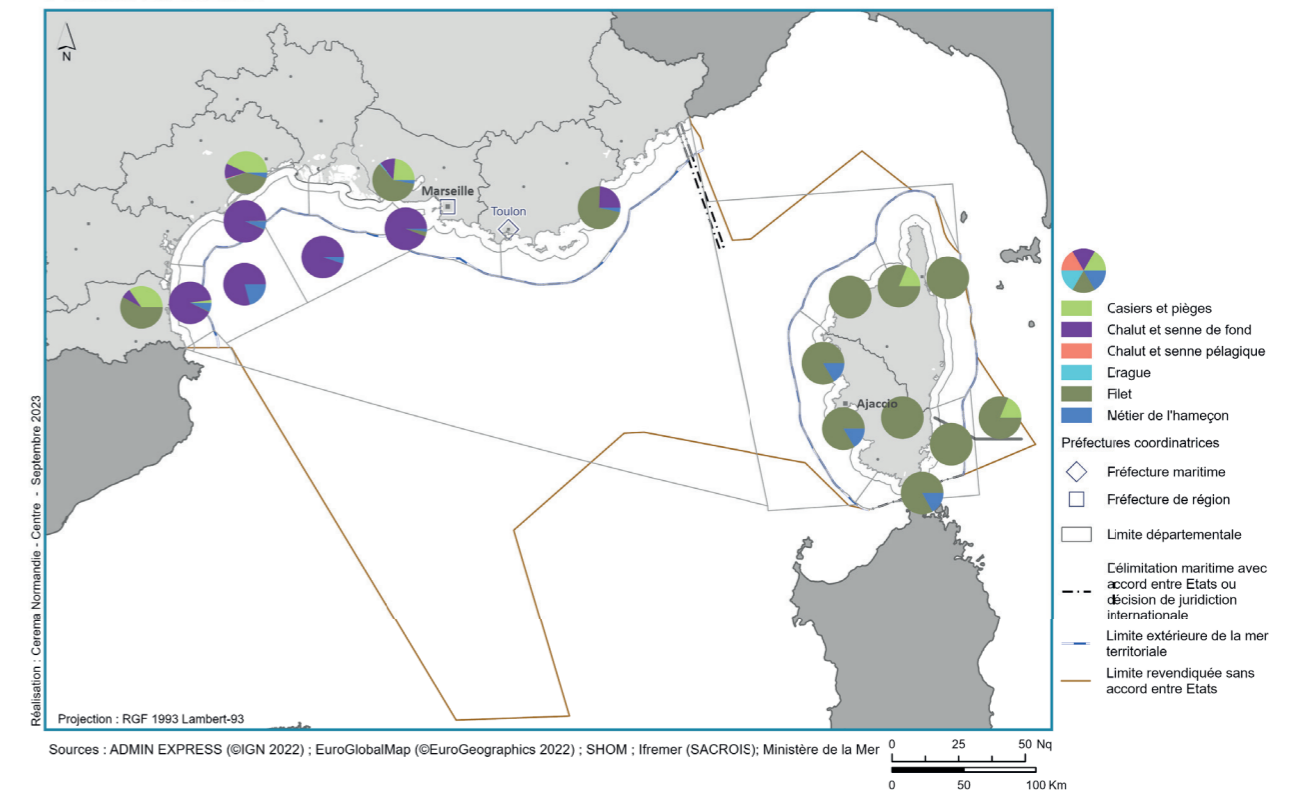 N
Marseille
Toulon
Ajaccio
Réalisation : Cerema Normandie - Centre - Septembre 2023
Projection : RGF 1993 Lambert-93
Casiers et pièges
Chalut et senne de fond
Chalut et senne pélagique
Drague
Filet
Métier de l'hameçon
Préfectures coordinatrices
Préfecture maritime
Préfecture de région
Limite départementale
Délimitation maritime avec
accord entre Etats ou
décision de juridiction
internationale
Limite extérieure de la mer
territoriale
Limite revendiquée sans
accord entre Etats
Sources : ADMIN EXPRESS (©IGN 2022) ; EuroGlobalMap (©EuroGeographics 2022) ; SHOM ; Ifremer (SACROIS); Ministère de la Mer
0 25 50 Nq
0 50 100 Km